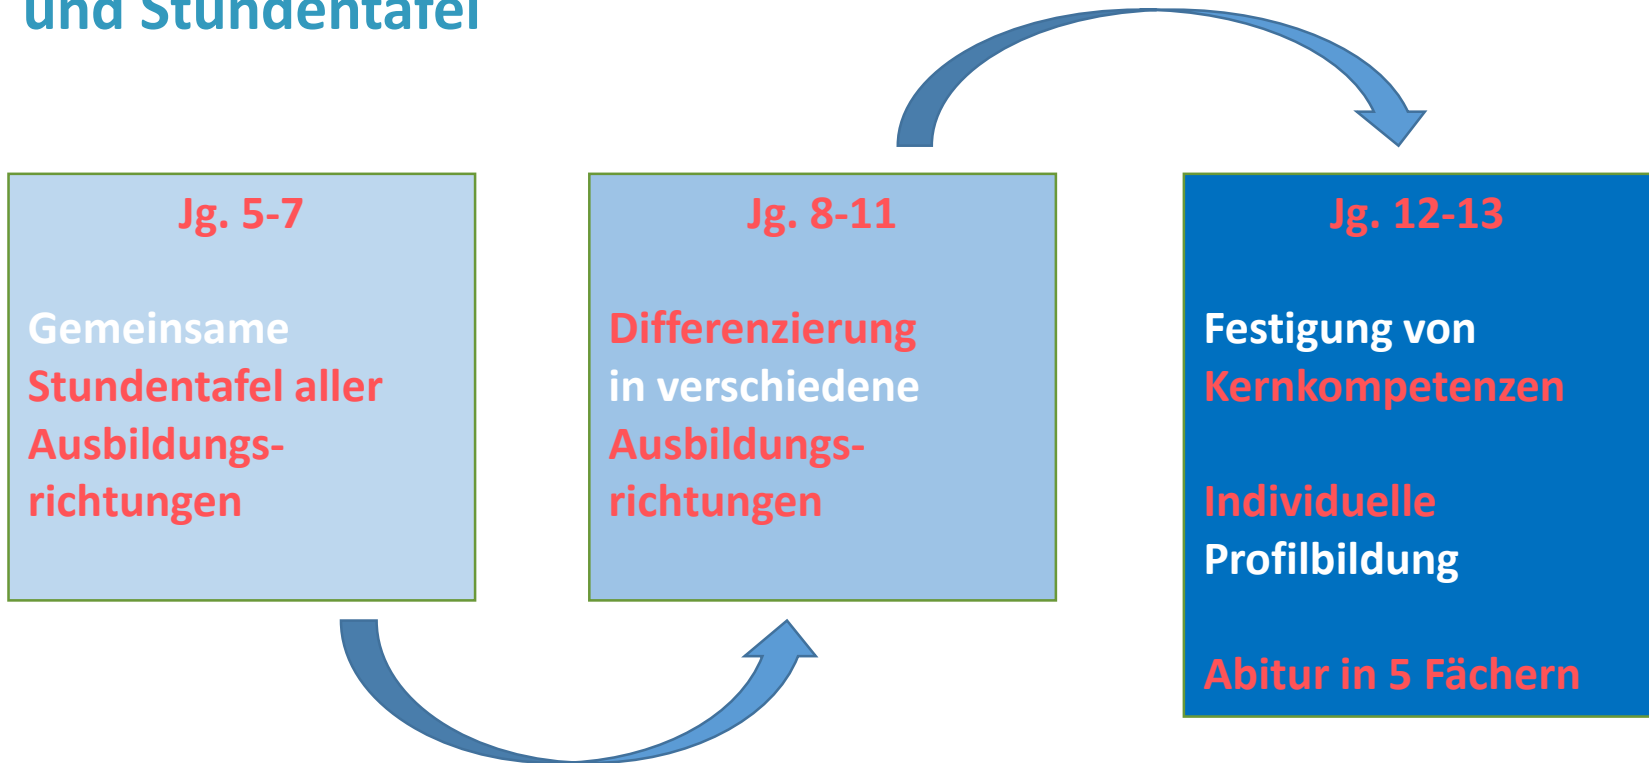 und Stundentafel
Jg. 5-7
Gemeinsame
Stundentafel aller
Ausbildungs-
richtungen
Jg. 8-11
Differenzierung
in verschiedene
Ausbildungs-
richtungen
Jg. 12-13
Festigung von
Kernkompetenzen
Individuelle
Profilbildung
Abitur in 5 Fächern